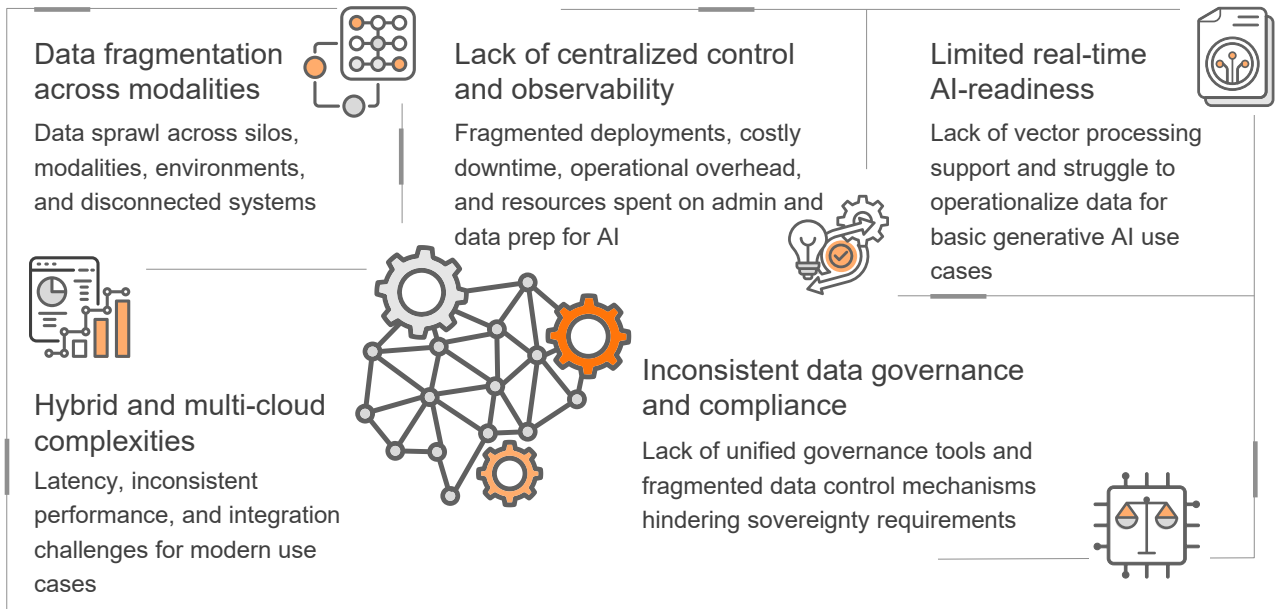 Data fragmentation
across modalities
Data sprawl across silos,
modalities, environments,
and disconnected systems
Lack of centralized control
and observability
Fragmented deployments, costly
downtime, operational overhead,
and resources spent on admin and
data prep for AI
Limited real-time
AI-readiness
Lack of vector processing
support and struggle to
operationalize data for
basic generative AI use
cases
Hybrid and multi-cloud
complexities
Latency, inconsistent
performance, and integration
challenges for modern use
cases
Inconsistent data governance
and compliance
Lack of unified governance tools and
fragmented data control mechanisms
hindering sovereignty requirements